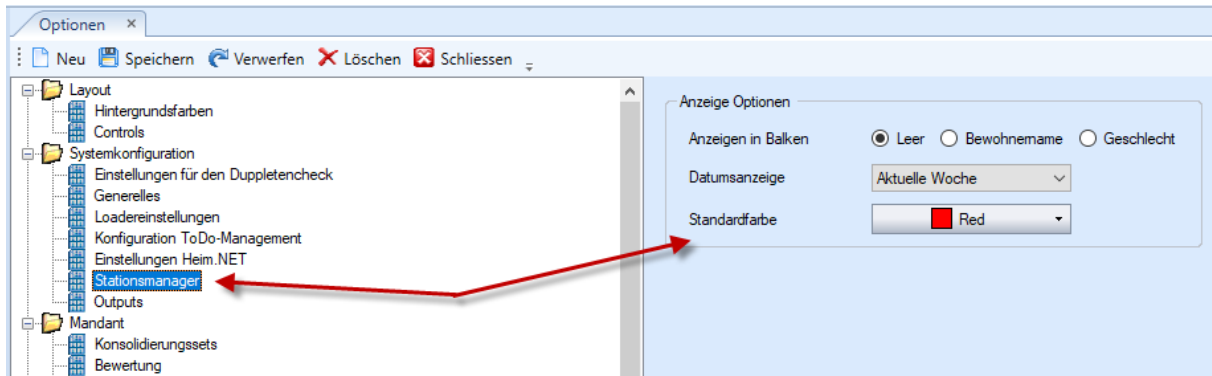 Optionen
Neu Speichern Verwerfen Löschen Schliessen
Layout
Hintergrundsfarben
Controls
Systemkonfiguration
Einstellungen für den Duppletencheck
Generelles
Loadereinstellungen
Konfiguration ToDo-Management
Einstellungen Heim.NET
Stationsmanager
Outputs
Mandant
Konsolidierungssets
Bewertung
Anzeige Optionen
Anzeigen in Balken Leer Bewohnername Geschlecht
Datumsanzeige Aktuelle Woche
Standardfarbe Red